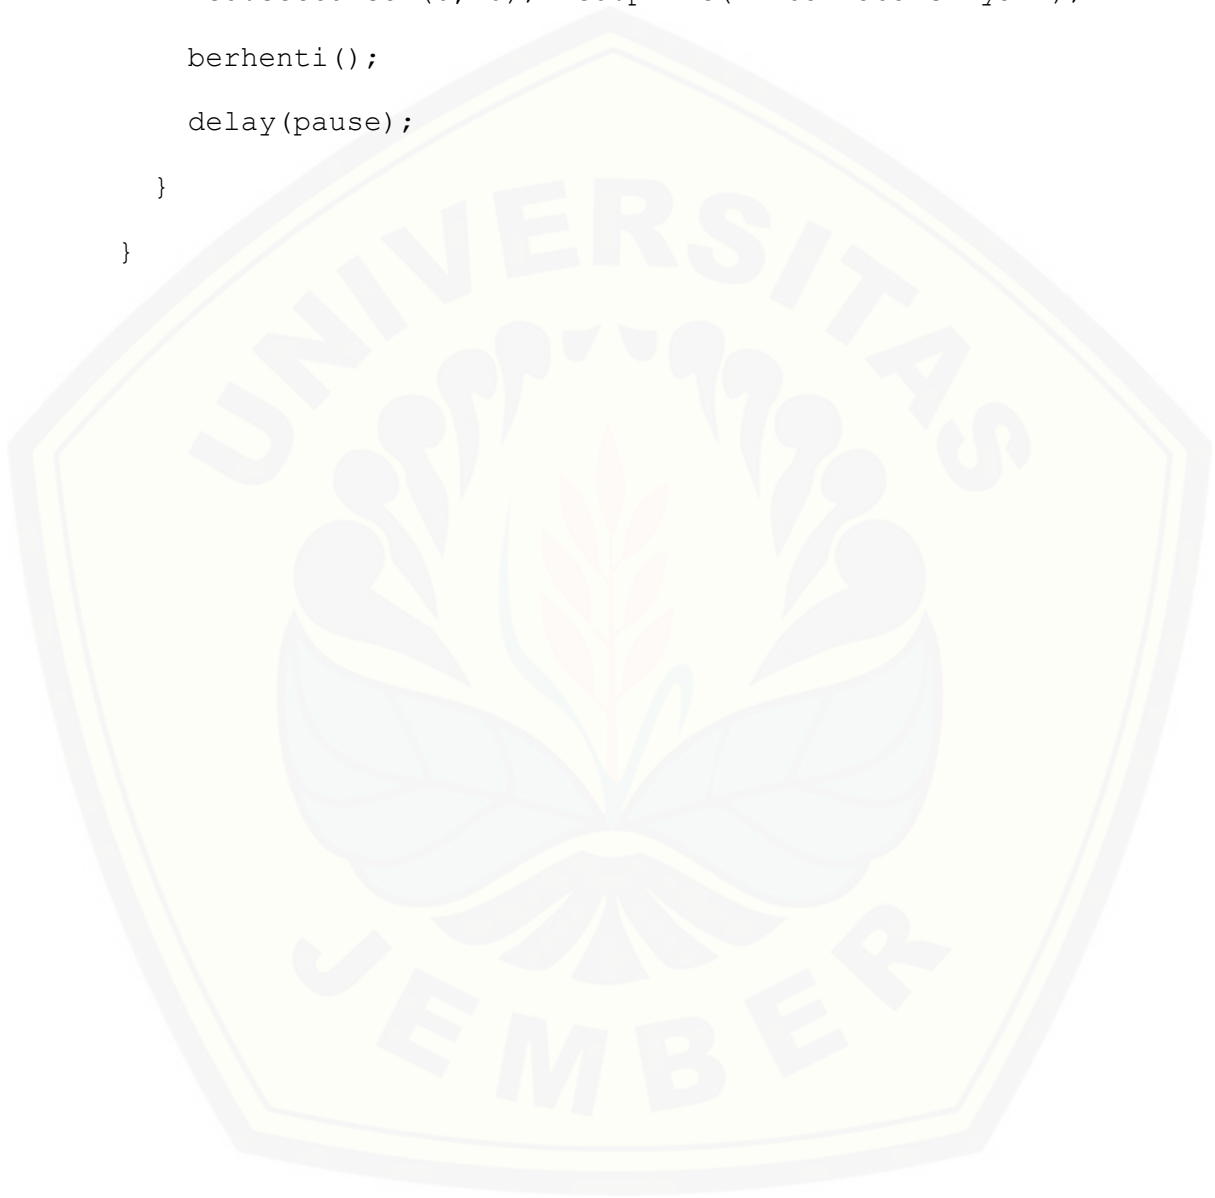 berhenti();
delay(pause);
}
}
UNIVERSITAS
JEMBER